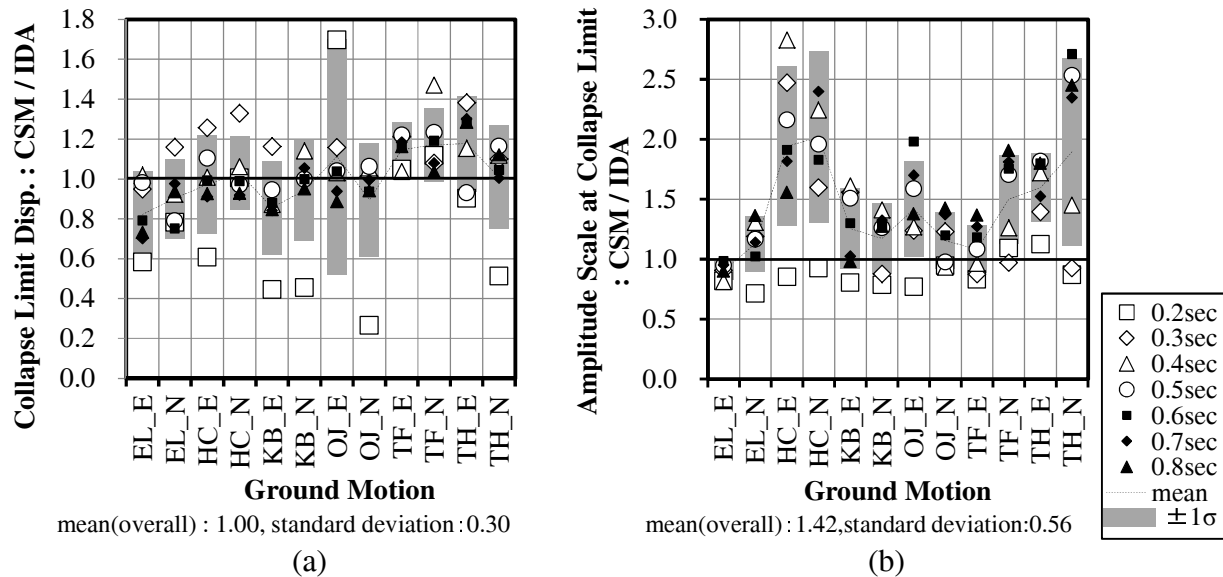 Collapse Limit Disp. : CSM / IDA
1.8
1.6
1.4
1.2
1.0
0.8
0.6
0.4
0.2
0.0
EL_E
EL_N
HC_E
HC_N
KB_E
KB_N
OJ_E
OJ_N
TF_E
TF_N
TH_E
TH_N
Ground Motion
mean(overall) : 1.00, standard deviation : 0.30
(a)
Amplitude Scale at Collapse Limit
: CSM / IDA
3.0
2.5
2.0
1.5
1.0
0.5
0.0
EL_E
EL_N
HC_E
HC_N
KB_E
KB_N
OJ_E
OJ_N
TF_E
TF_N
TH_E
TH_N
Ground Motion
mean(overall) : 1.42,standard deviation:0.56
(b)
0.2sec
0.3sec
0.4sec
0.5sec
0.6sec
0.7sec
0.8sec
mean
±1σ